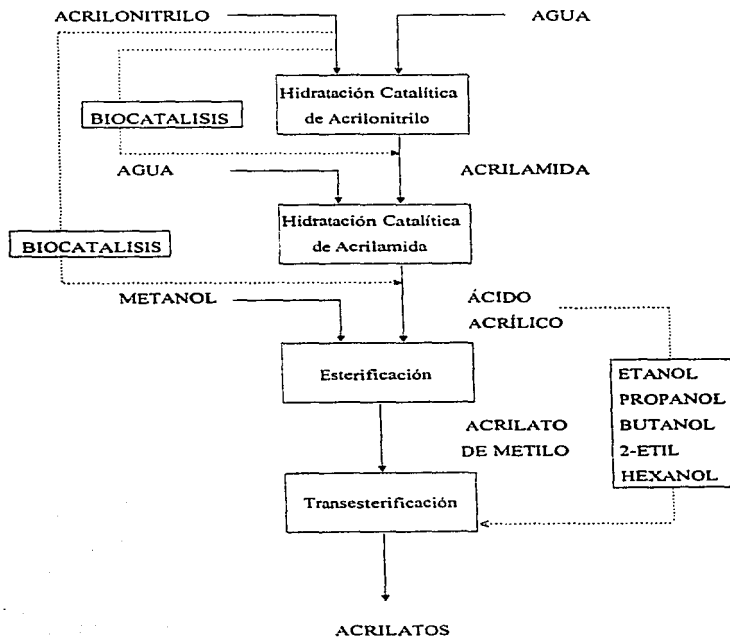 ACRILONITRILO
AGUA
Hidratación Catalítica
de Acrilonitrilo
BIOCATALISIS
AGUA
ACRILAMIDA
Hidratación Catalítica
de Acrilamida
BIOCATALISIS
METANOL
ÁCIDO
ACRÍLICO
Esterificación
ETANOL
PROPANOL
BUTANOL
2-ETIL
HEXANOL
ACRILATO
DE METILO
Transesterificación
ACRILATOS